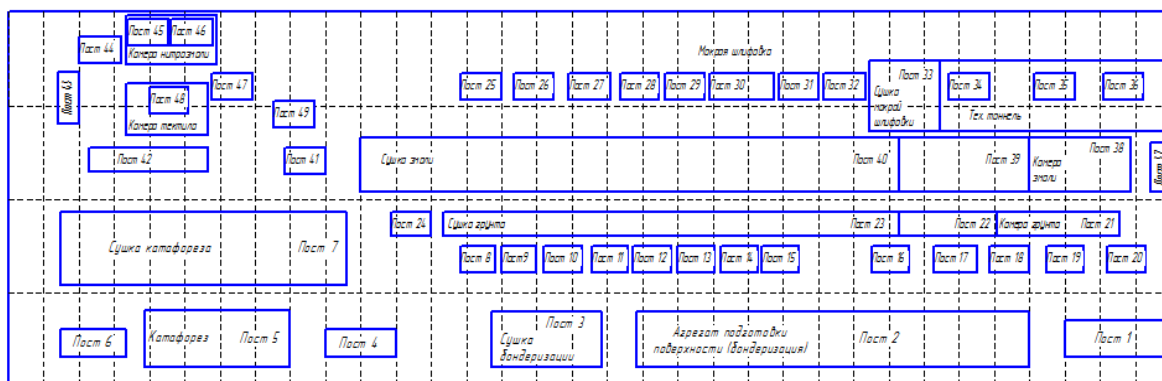 Пост 45
Пост 46
Пост 44
Камера нитроэмали
Мокрая шлифовка
Пост 43
Пост 47
Пост 48
Камера тектила
Пост 49
Пост 25
Пост 26
Пост 27
Пост 28
Пост 29
Пост 30
Пост 31
Пост 32
Пост 33
Сушка
мокрой
шлифовки
Пост 34
Пост 35
Пост 36
Тех. тоннель
Пост 42
Пост 41
Сушка эмали
Пост 40
Пост 39
Пост 38
Камера
эмали
Пост 37
Сушка катафореза
Пост 7
Пост 24
Сушка грунта
Пост 23
Пост 22
Камера грунта
Пост 21
Пост 8
Пост9
Пост 10
Пост 11
Пост 12
Пост 13
Пост 14
Пост 15
Пост 16
Пост 17
Пост 18
Пост 19
Пост 20
Пост 6
Катафорез
Пост 5
Пост 4
Пост 3
Сушка
бондеризации
Агрегат подготовки
поверхности (бондеризация)
Пост 2
Пост 1